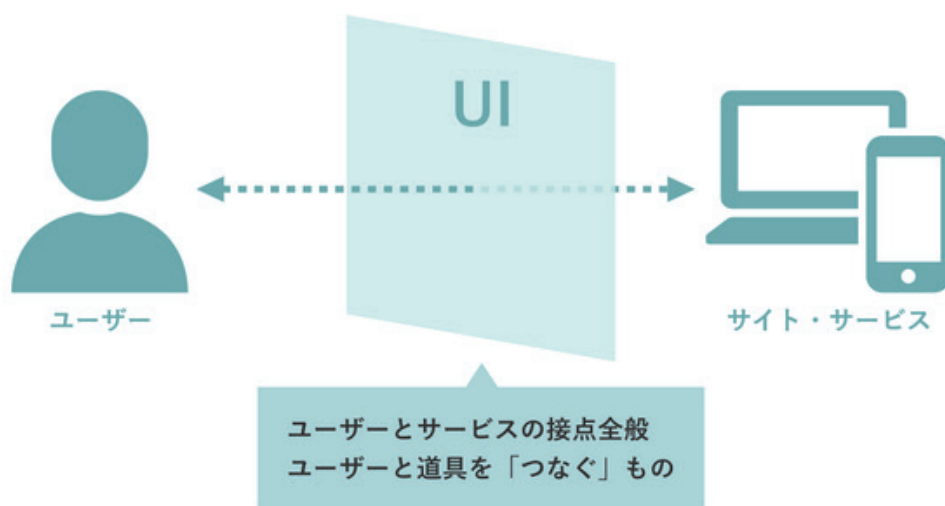 UI
ユーザー
サイト・サービス
ユーザーとサービスの接点全般
ユーザーと道具を「つなぐ」もの